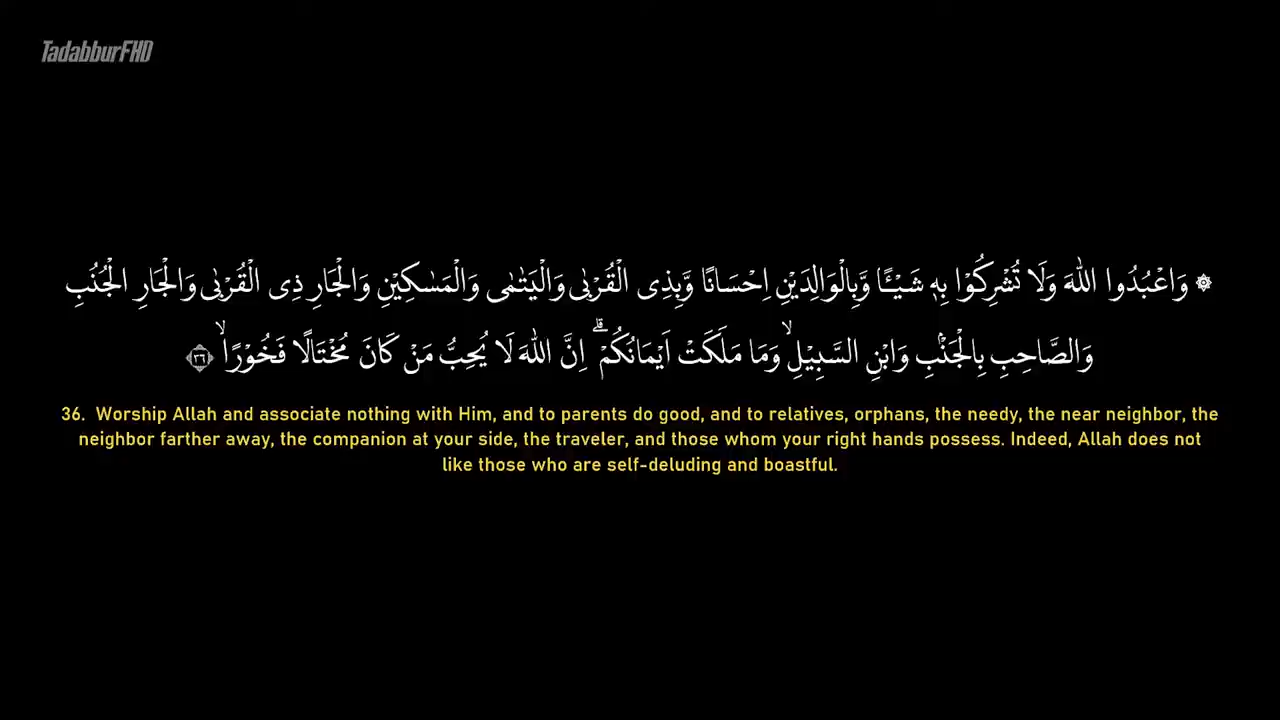 TadabburFHD
۞ وَاعْبُدُوا اللّٰهَ وَلَا تُشْرِكُوْا بِهٖ شَيْـًٔا وَّبِالْوَالِدَيْنِ اِحْسَانًا وَّبِذِى الْقُرْبٰى وَالْيَتٰمٰى وَالْمَسٰكِيْنِ وَالْجَارِ ذِى الْقُرْبٰى وَالْجَارِ الْجُنُبِ
وَالصَّاحِبِ بِالْجَنْۢبِ وَابْنِ السَّبِيْلِۙ وَمَا مَلَكَتْ اَيْمَانُكُمْۗ اِنَّ اللّٰهَ لَا يُحِبُّ مَنْ كَانَ مُخْتَالًا فَخُوْرًاۙ ۝٣٦
36. Worship Allah and associate nothing with Him, and to parents do good, and to relatives, orphans, the needy, the near neighbor, the
neighbor farther away, the companion at your side, the traveler, and those whom your right hands possess. Indeed, Allah does not
like those who are self-deluding and boastful.